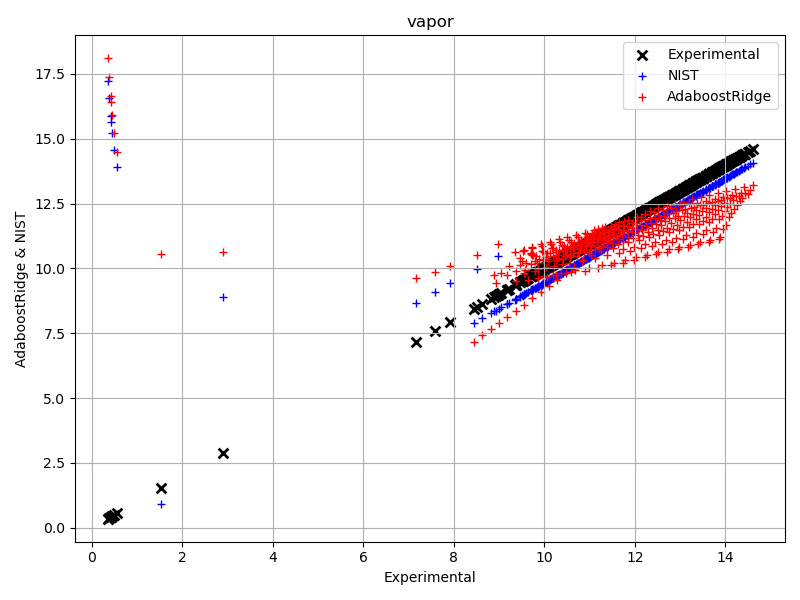 vapor
Experimental
NIST
AdaboostRidge
AdaboostRidge & NIST
17.5
15.0
12.5
10.0
7.5
5.0
2.5
0.0
0 2 4 6 8 10 12 14
Experimental